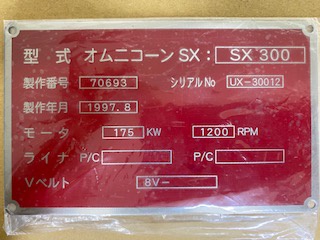 型式 オムニコーン SX: SX 300
製作番号 70693 シリアルNo UX-30012
製作年月 1997.8
モータ 175 KW 1200 RPM
ライナ P/C P/C
Vベルト 8V-